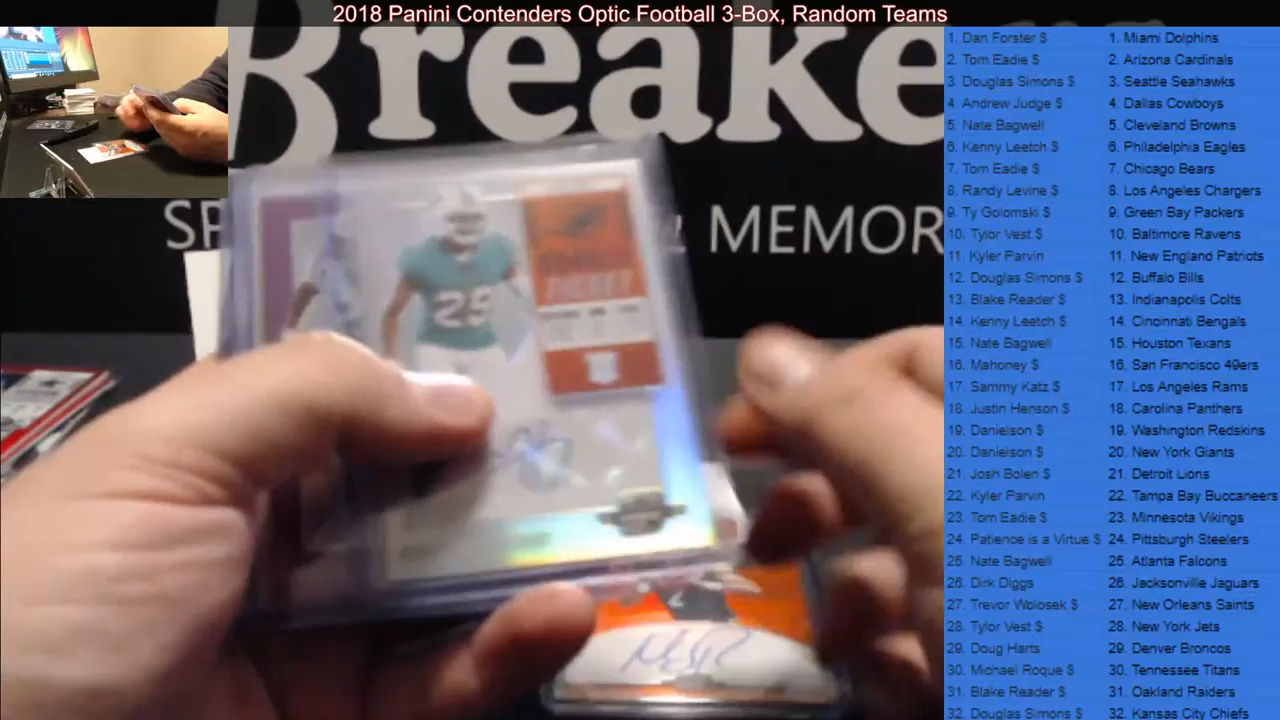 2018 Panini Contenders Optic Football 3-Box, Random Teams
Breake
SP MEMOR
29
TICKET
1. Dan Forster $ 1. Miami Dolphins
2. Tom Eadie $ 2. Arizona Cardinals
3. Douglas Simons $ 3. Seattle Seahawks
4. Andrew Judge $ 4. Dallas Cowboys
5. Nate Bagwell 5. Cleveland Browns
6. Kenny Leetch $ 6. Philadelphia Eagles
7. Tom Eadie $ 7. Chicago Bears
8. Randy Levine $ 8. Los Angeles Chargers
9. Ty Golomski $ 9. Green Bay Packers
10. Tylor Vest $ 10. Baltimore Ravens
11. Kyler Parvin 11. New England Patriots
12. Douglas Simons $ 12. Buffalo Bills
13. Blake Reader $ 13. Indianapolis Colts
14. Kenny Leetch $ 14. Cincinnati Bengals
15. Nate Bagwell 15. Houston Texans
16. Mahoney $ 16. San Francisco 49ers
17. Sammy Katz $ 17. Los Angeles Rams
18. Justin Henson $ 18. Carolina Panthers
19. Danielson $ 19. Washington Redskins
20. Danielson $ 20. New York Giants
21. Josh Bolen $ 21. Detroit Lions
22. Kyler Parvin 22. Tampa Bay Buccaneers
23. Tom Eadie $ 23. Minnesota Vikings
24. Patience is a Virtue $ 24. Pittsburgh Steelers
25. Nate Bagwell 25. Atlanta Falcons
26. Dirk Diggs 26. Jacksonville Jaguars
27. Trevor Wolosek $ 27. New Orleans Saints
28. Tylor Vest $ 28. New York Jets
29. Doug Harts 29. Denver Broncos
30. Michael Roque $ 30. Tennessee Titans
31. Blake Reader $ 31. Oakland Raiders
32. Douglas Simons $ 32. Kansas City Chiefs